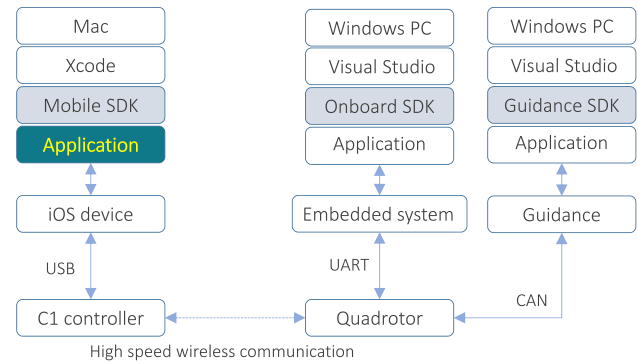 Mac
Xcode
Mobile SDK
Application
iOS device
USB
C1 controller
Windows PC
Visual Studio
Onboard SDK
Application
Embedded system
UART
Quadrotor
Windows PC
Visual Studio
Guidance SDK
Application
Guidance
CAN
High speed wireless communication